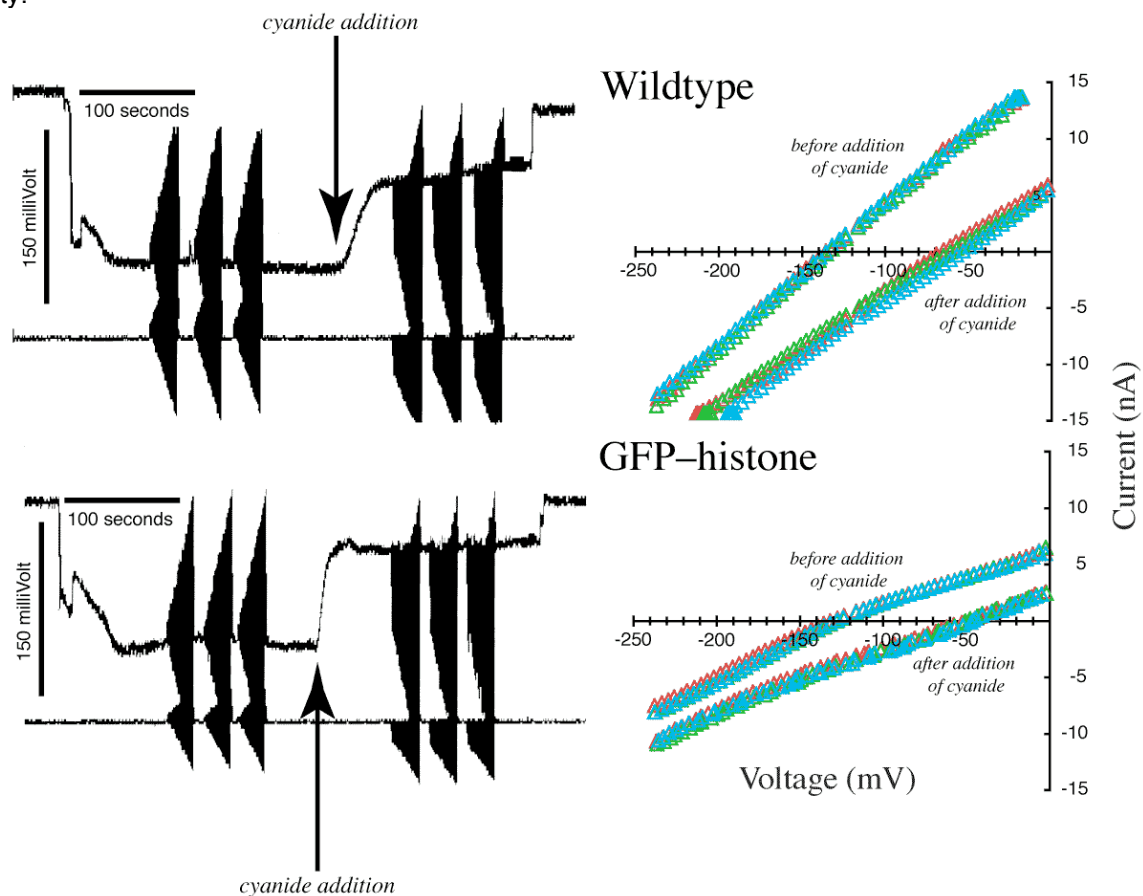 ty.
cyanide addition
100 seconds
150 milliVolt
Wildtype
before addition
of cyanide
after addition
of cyanide
15
10
5
-5
-10
-15
-250
-200
-150
-100
-50
Current (nA)
GFP–histone
100 seconds
150 milliVolt
before addition
of cyanide
after addition
of cyanide
15
10
5
-5
-10
-15
-250
-200
-150
-100
-50
Voltage (mV)
cyanide addition